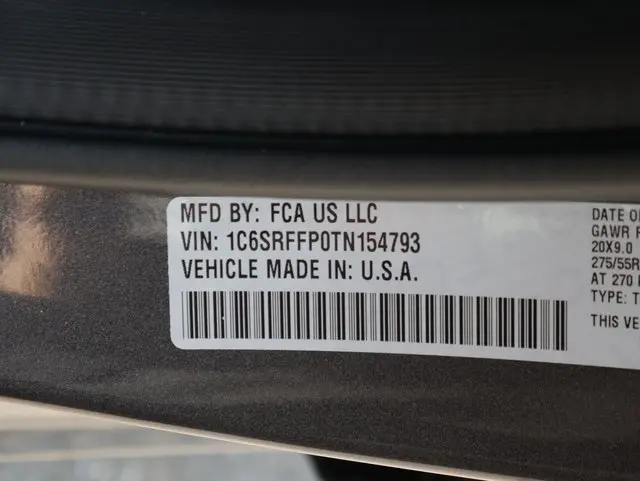 MFD BY: FCA US LLC
VIN: 1C6SRFFP0TN154793
VEHICLE MADE IN: U.S.A.
DATE O
GAWR F
20X9.0
275/55R
AT 270
TYPE: T
THIS VE